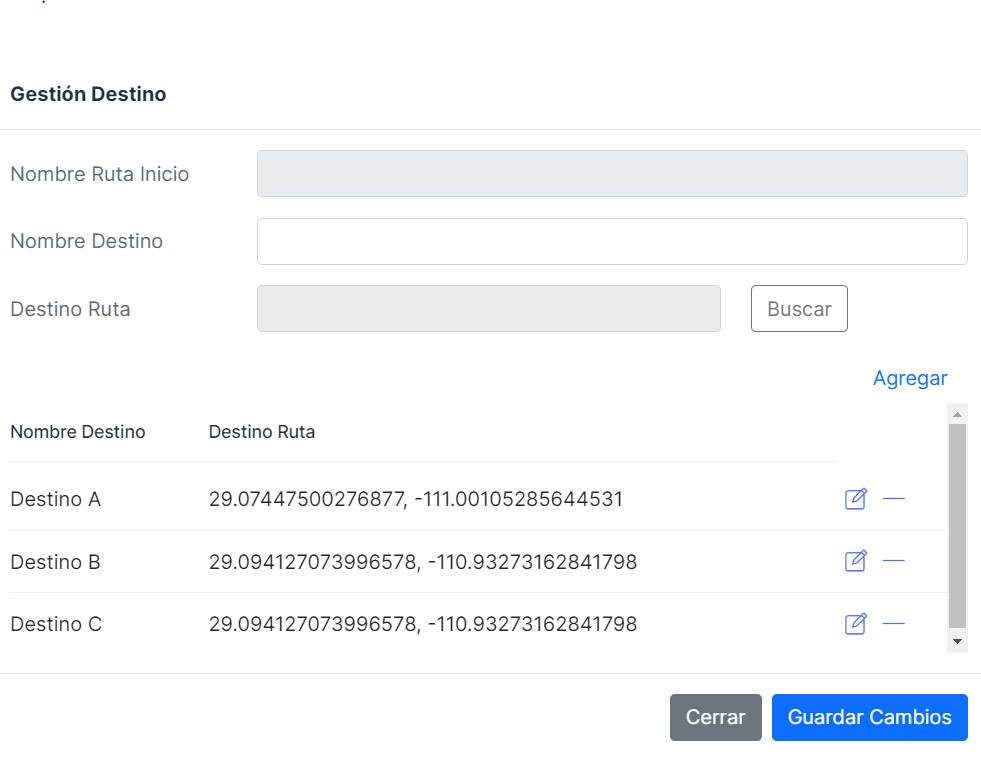 Gestión Destino
Nombre Ruta Inicio
Nombre Destino
Destino Ruta Buscar
Agregar
Nombre Destino Destino Ruta
Destino A 29.07447500276877, -111.00105285644531
Destino B 29.094127073996578, -110.93273162841798
Destino C 29.094127073996578, -110.93273162841798
Cerrar Guardar Cambios